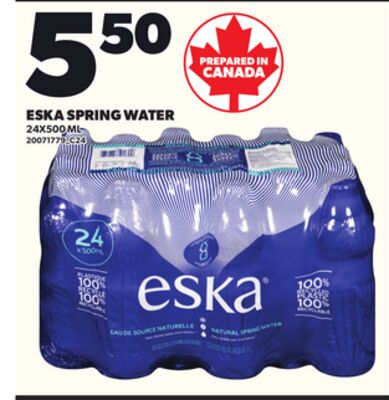 5 50
PREPARED IN
CANADA
ESKA SPRING WATER
24X500 ML
20071779_C24
24
x 500mL
eska
PLASTIQUE
100%
RECYCLÉ
100%
RECYCLABLE
100%
RECYCLED
PLASTIC
100%
RECYCLABLE
EAU DE SOURCE NATURELLE
NATURAL SPRING WATER